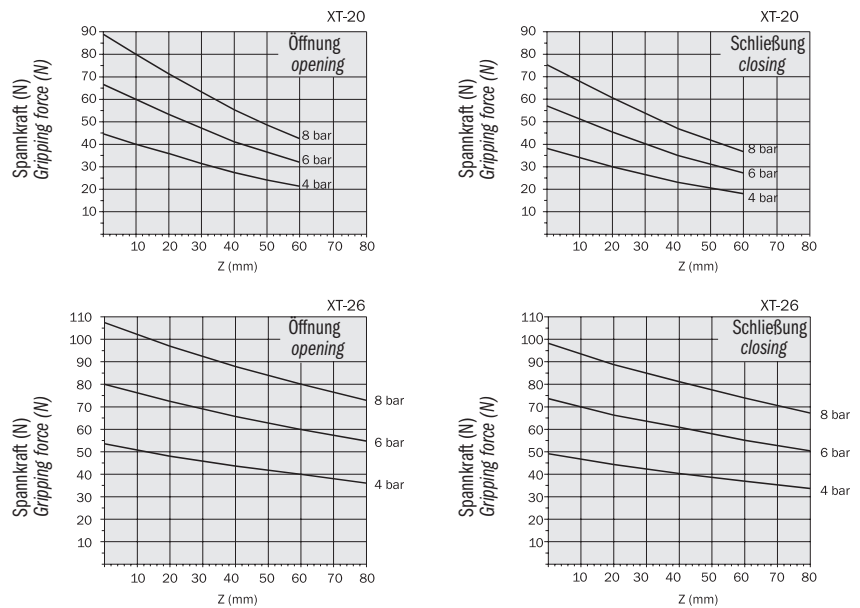 XT-20
90
80
70
60
50
40
30
20
10
Spannkraft (N)
Gripping force (N)
Öffnung
opening
8 bar
6 bar
4 bar
10 20 30 40 50 60 70 80
Z (mm)
XT-20
90
80
70
60
50
40
30
20
10
Spannkraft (N)
Gripping force (N)
Schließung
closing
8 bar
6 bar
4 bar
10 20 30 40 50 60 70 80
Z (mm)
XT-26
110
100
90
80
70
60
50
40
30
20
10
Spannkraft (N)
Gripping force (N)
Öffnung
opening
8 bar
6 bar
4 bar
10 20 30 40 50 60 70 80
Z (mm)
XT-26
110
100
90
80
70
60
50
40
30
20
10
Spannkraft (N)
Gripping force (N)
Schließung
closing
8 bar
6 bar
4 bar
10 20 30 40 50 60 70 80
Z (mm)